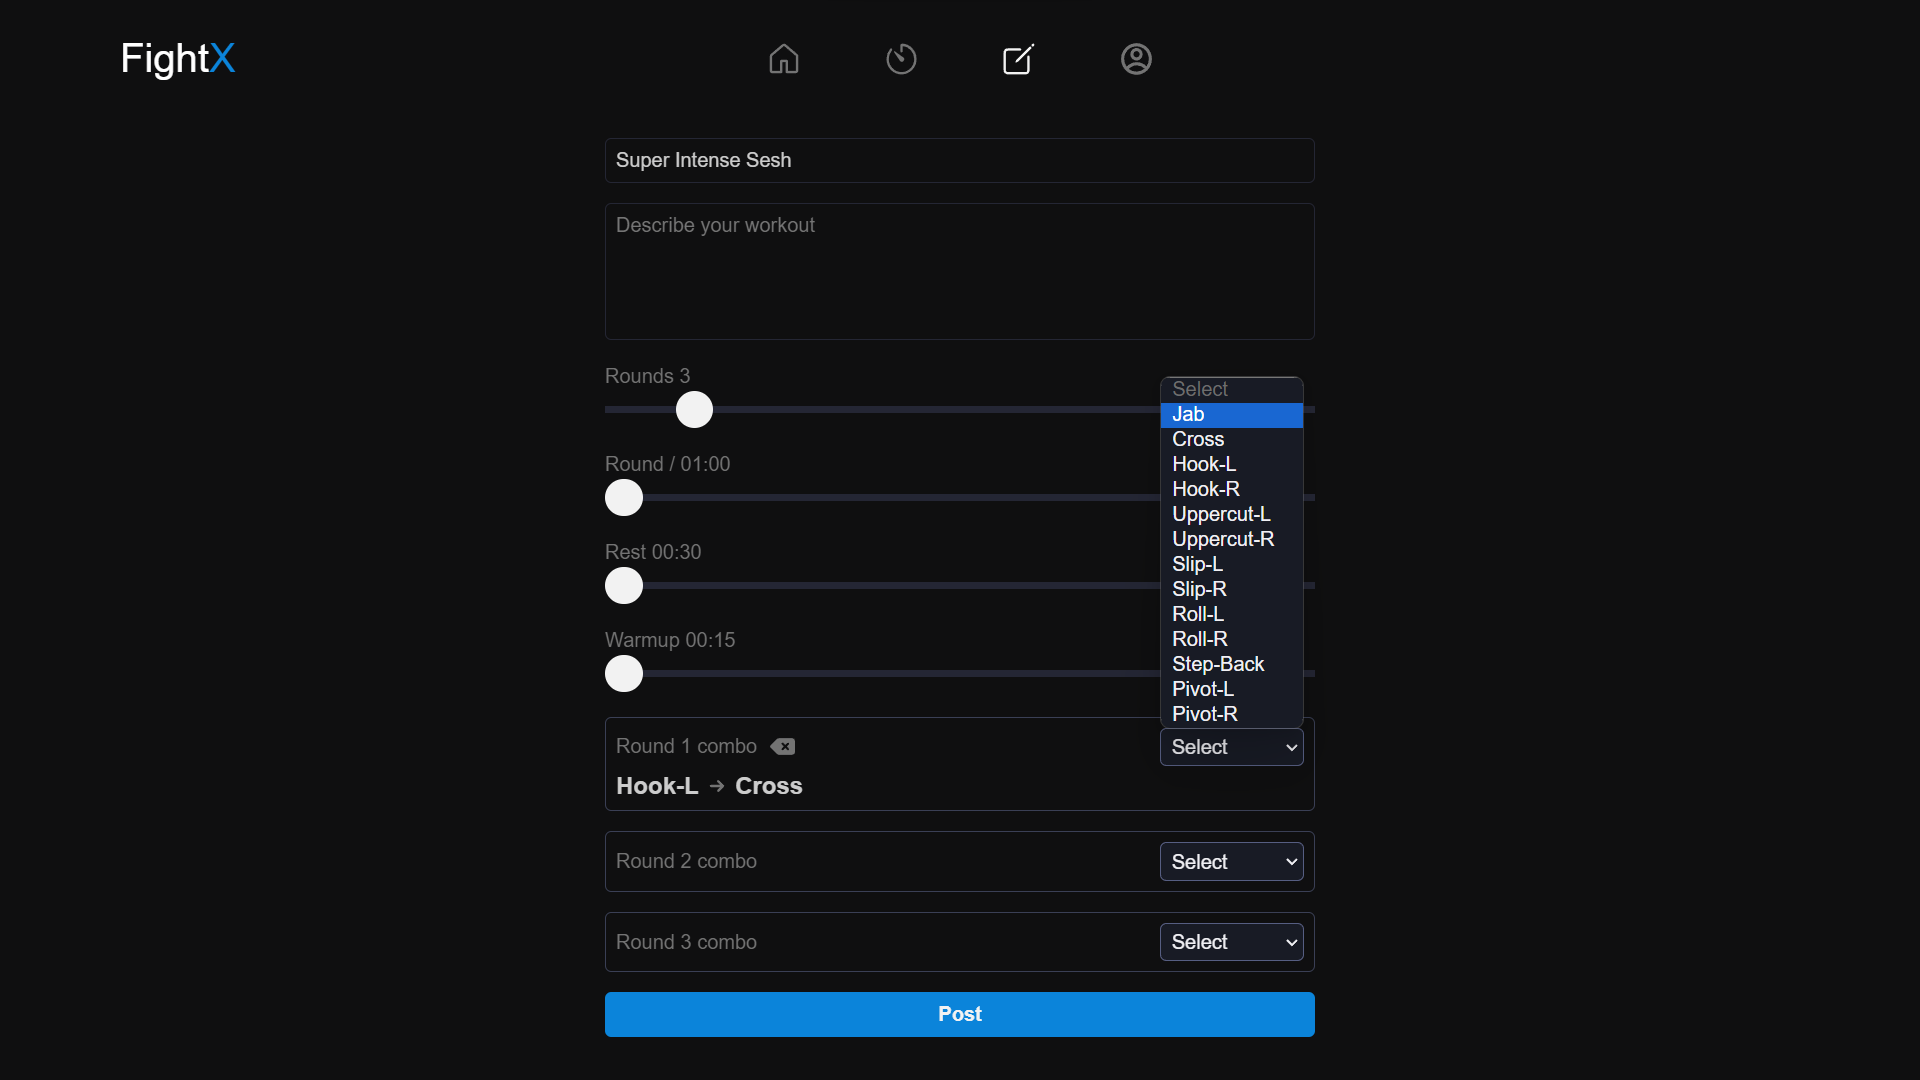 FightX
Super Intense Sesh
Describe your workout
Rounds 3
Round / 01:00
Rest 00:30
Warmup 00:15
Select
Jab
Cross
Hook-L
Hook-R
Uppercut-L
Uppercut-R
Slip-L
Slip-R
Roll-L
Roll-R
Step-Back
Pivot-L
Pivot-R
Round 1 combo Select
Hook-L → Cross
Round 2 combo Select
Round 3 combo Select
Post